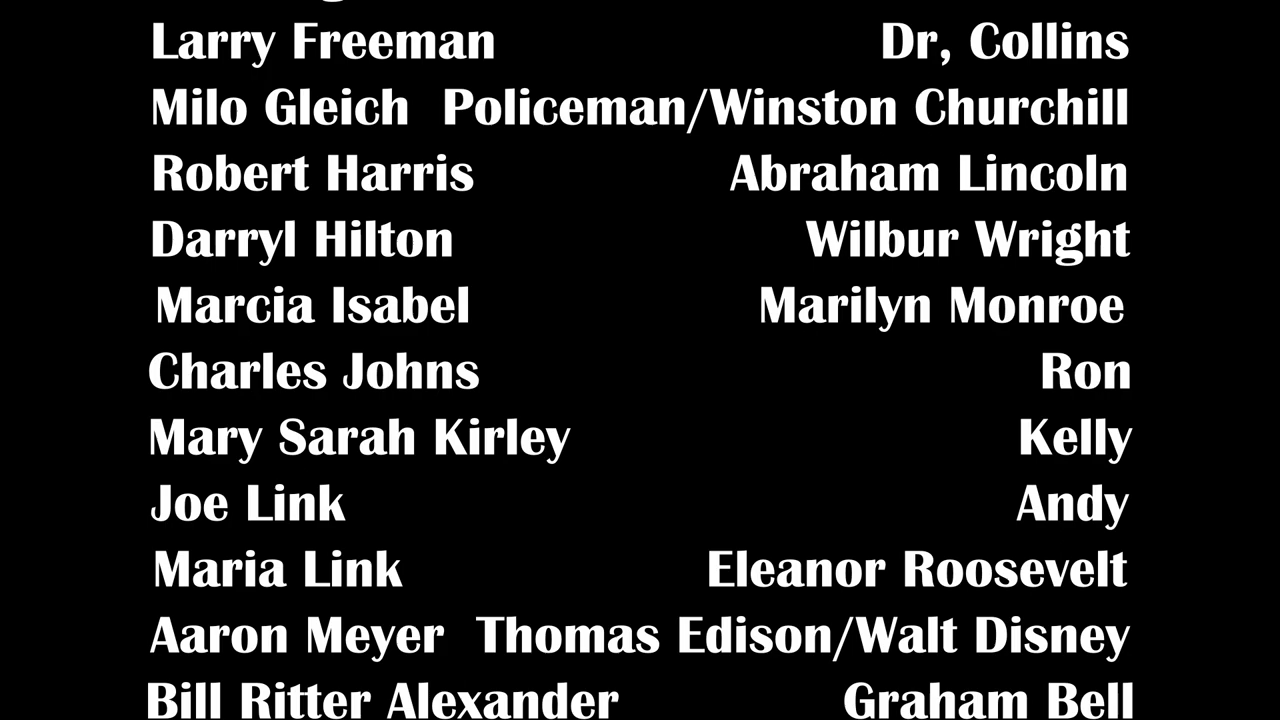 Larry Freeman Dr, Collins
Milo Gleich Policeman/Winston Churchill
Robert Harris Abraham Lincoln
Darryl Hilton Wilbur Wright
Marcia Isabel Marilyn Monroe
Charles Johns Ron
Mary Sarah Kirley Kelly
Joe Link Andy
Maria Link Eleanor Roosevelt
Aaron Meyer Thomas Edison/Walt Disney
Bill Ritter Alexander Graham Bell